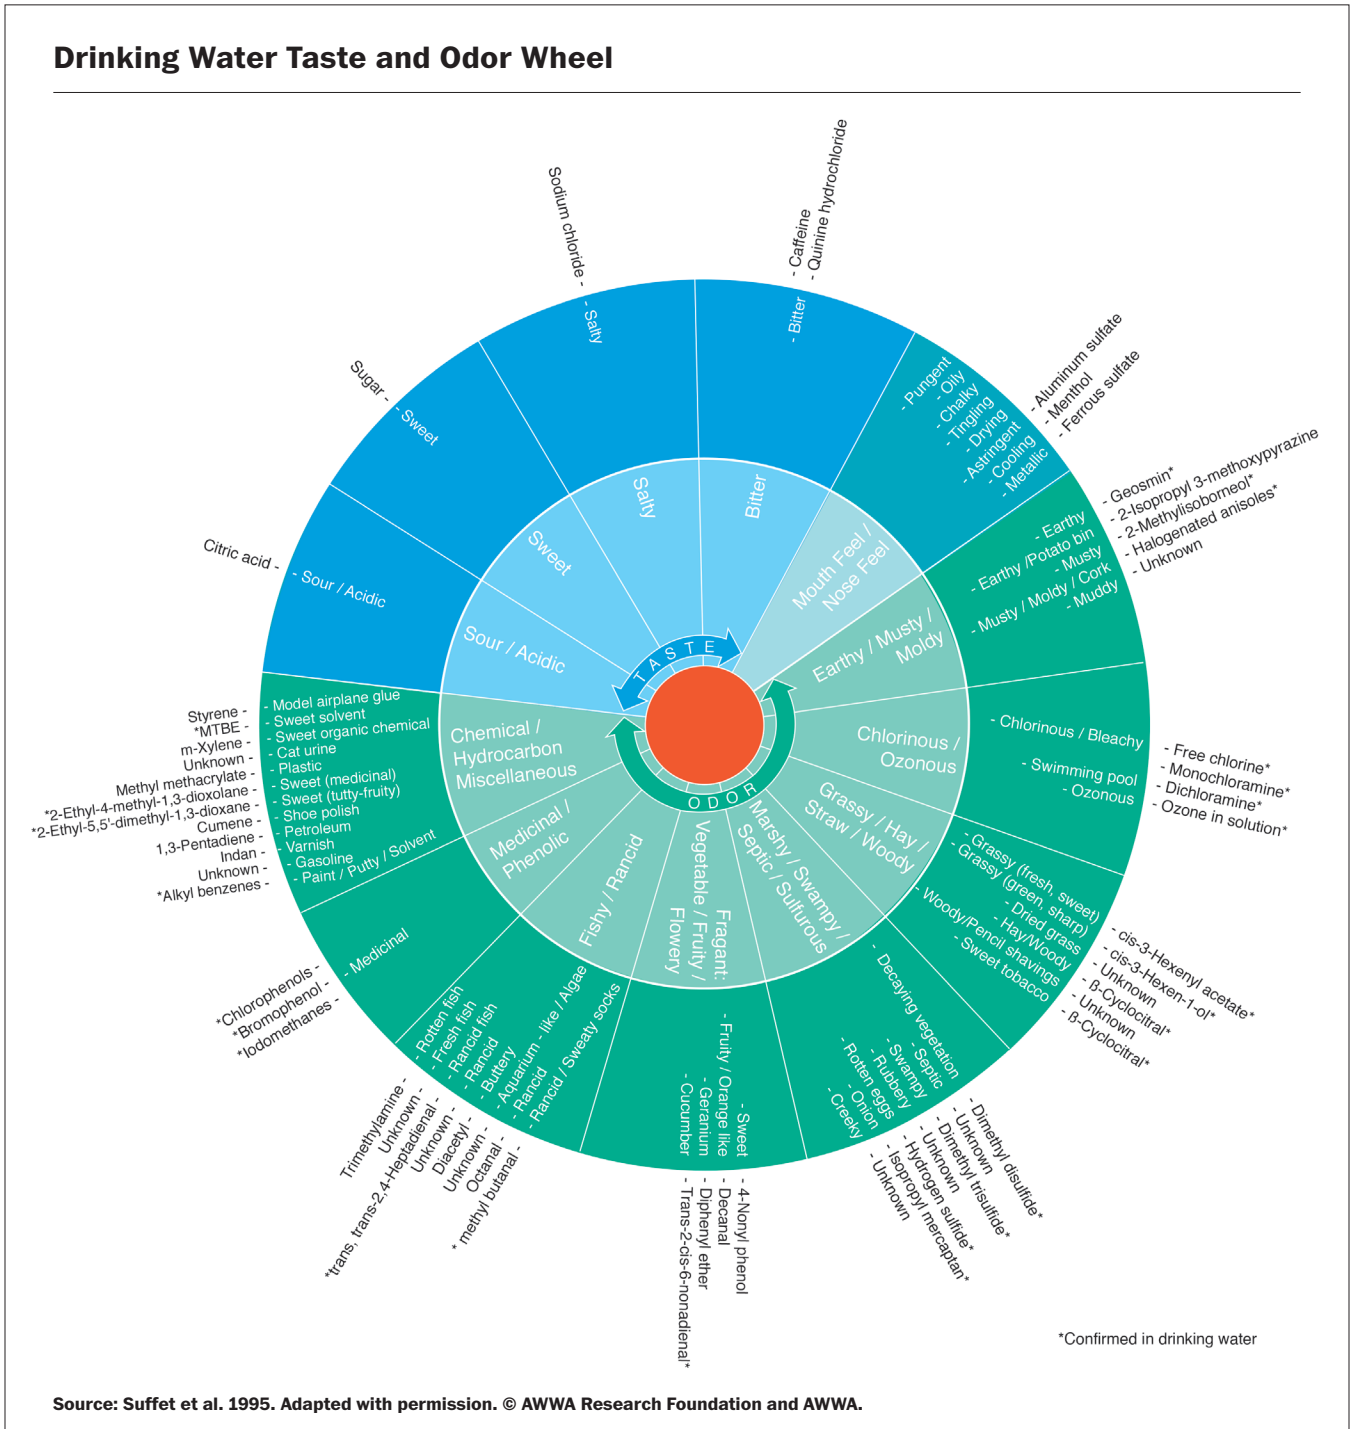 Drinking Water Taste and Odor Wheel
TASTE
ODOR
Sour / Acidic
Sweet
Salty
Bitter
Mouth Feel /
Nose Feel
Earthy / Musty /
Moldy
Chlorinous /
Ozonous
Grassy / Hay /
Straw / Woody
Marshy / Swampy /
Septic / Sulfurous
Fragant:
Vegetable / Fruity /
Flowery
Fishy / Rancid
Medicinal /
Phenolic
Chemical /
Hydrocarbon
Miscellaneous
- Sour / Acidic
Citric acid -
- Sweet
Sugar -
- Salty
Sodium chloride -
- Bitter
- Caffeine
- Quinine hydrochloride
- Pungent
- Oily
- Chalky
- Tingling
- Drying
- Astringent
- Cooling
- Metallic
- Aluminum sulfate
- Menthol
- Ferrous sulfate
- Earthy
- Earthy /Potato bin
- Musty
- Musty / Moldy / Cork
- Muddy
- Geosmin*
- 2-Isopropyl 3-methoxypyrazine
- 2-Methylisoborneol*
- Halogenated anisoles*
- Unknown
- Chlorinous / Bleachy
- Swimming pool
- Ozonous
- Free chlorine*
- Monochloramine*
- Dichloramine*
- Ozone in solution*
- Grassy (fresh, sweet)
- Grassy (green, sharp)
- Dried grass
- Hay/Woody
- Woody/Pencil shavings
- Sweet tobacco
- cis-3-Hexenyl acetate*
- cis-3-Hexen-1-ol*
- Unknown
- ß-Cyclocitral*
- Unknown
- ß-Cyclocitral*
- Decaying vegetation
- Septic
- Swampy
- Rubbery
- Rotten eggs
- Onion
- Creeky
- Dimethyl disulfide*
- Unknown
- Dimethyl trisulfide*
- Unknown
- Hydrogen sulfide*
- Isopropyl mercaptan*
- Unknown
- Sweet
- Fruity / Orange like
- Geranium
- Cucumber
- 4-Nonyl phenol
- Decanal
- Diphenyl ether
- Trans-2-cis-6-nonadienal*
- Rotten fish
- Fresh fish
- Rancid fish
- Rancid
- Buttery
- Aquarium - like / Algae
- Rancid
- Rancid / Sweaty socks
Trimethylamine -
Unknown -
*trans, trans-2,4-Heptadienal -
Unknown -
Diacetyl -
Unknown -
Octanal -
* methyl butanal -
- Medicinal
*Chlorophenols -
*Bromophenol -
*Iodomethanes -
- Model airplane glue
- Sweet solvent
- Sweet organic chemical
- Cat urine
- Plastic
- Sweet (medicinal)
- Sweet (tutty-fruity)
- Shoe polish
- Petroleum
- Varnish
- Gasoline
- Paint / Putty / Solvent
Styrene -
*MTBE -
m-Xylene -
Unknown -
Methyl methacrylate -
*2-Ethyl-4-methyl-1,3-dioxolane -
*2-Ethyl-5,5'-dimethyl-1,3-dioxane -
Cumene -
1,3-Pentadiene -
Indan -
Unknown -
*Alkyl benzenes -
*Confirmed in drinking water
Source: Suffet et al. 1995. Adapted with permission. © AWWA Research Foundation and AWWA.